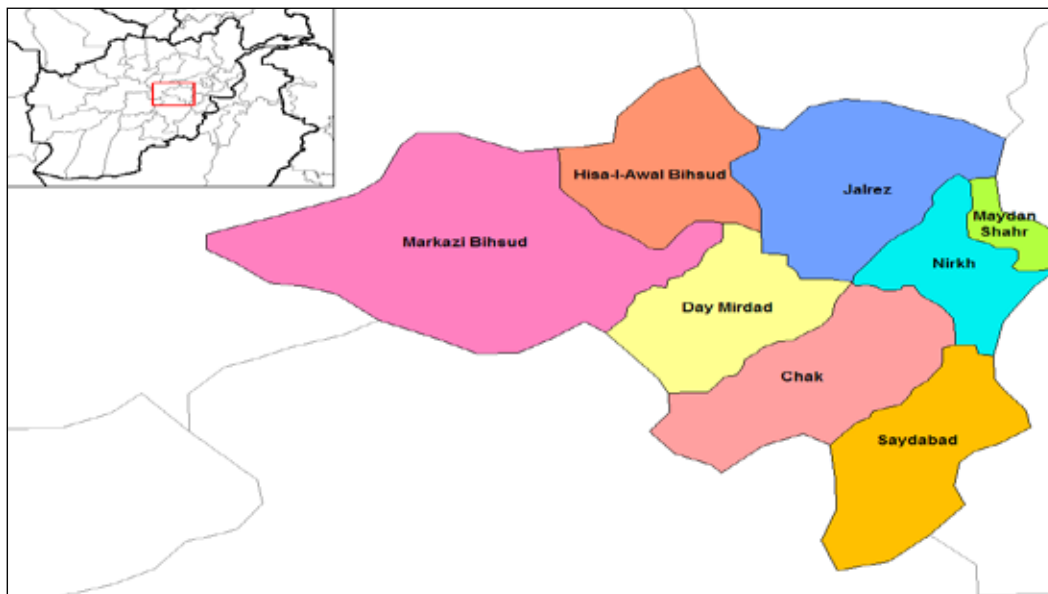 Hisa-I-Awal Bihsud
Jalrez
Maydan
Shahr
Markazi Bihsud
Nirkh
Day Mirdad
Chak
Saydabad